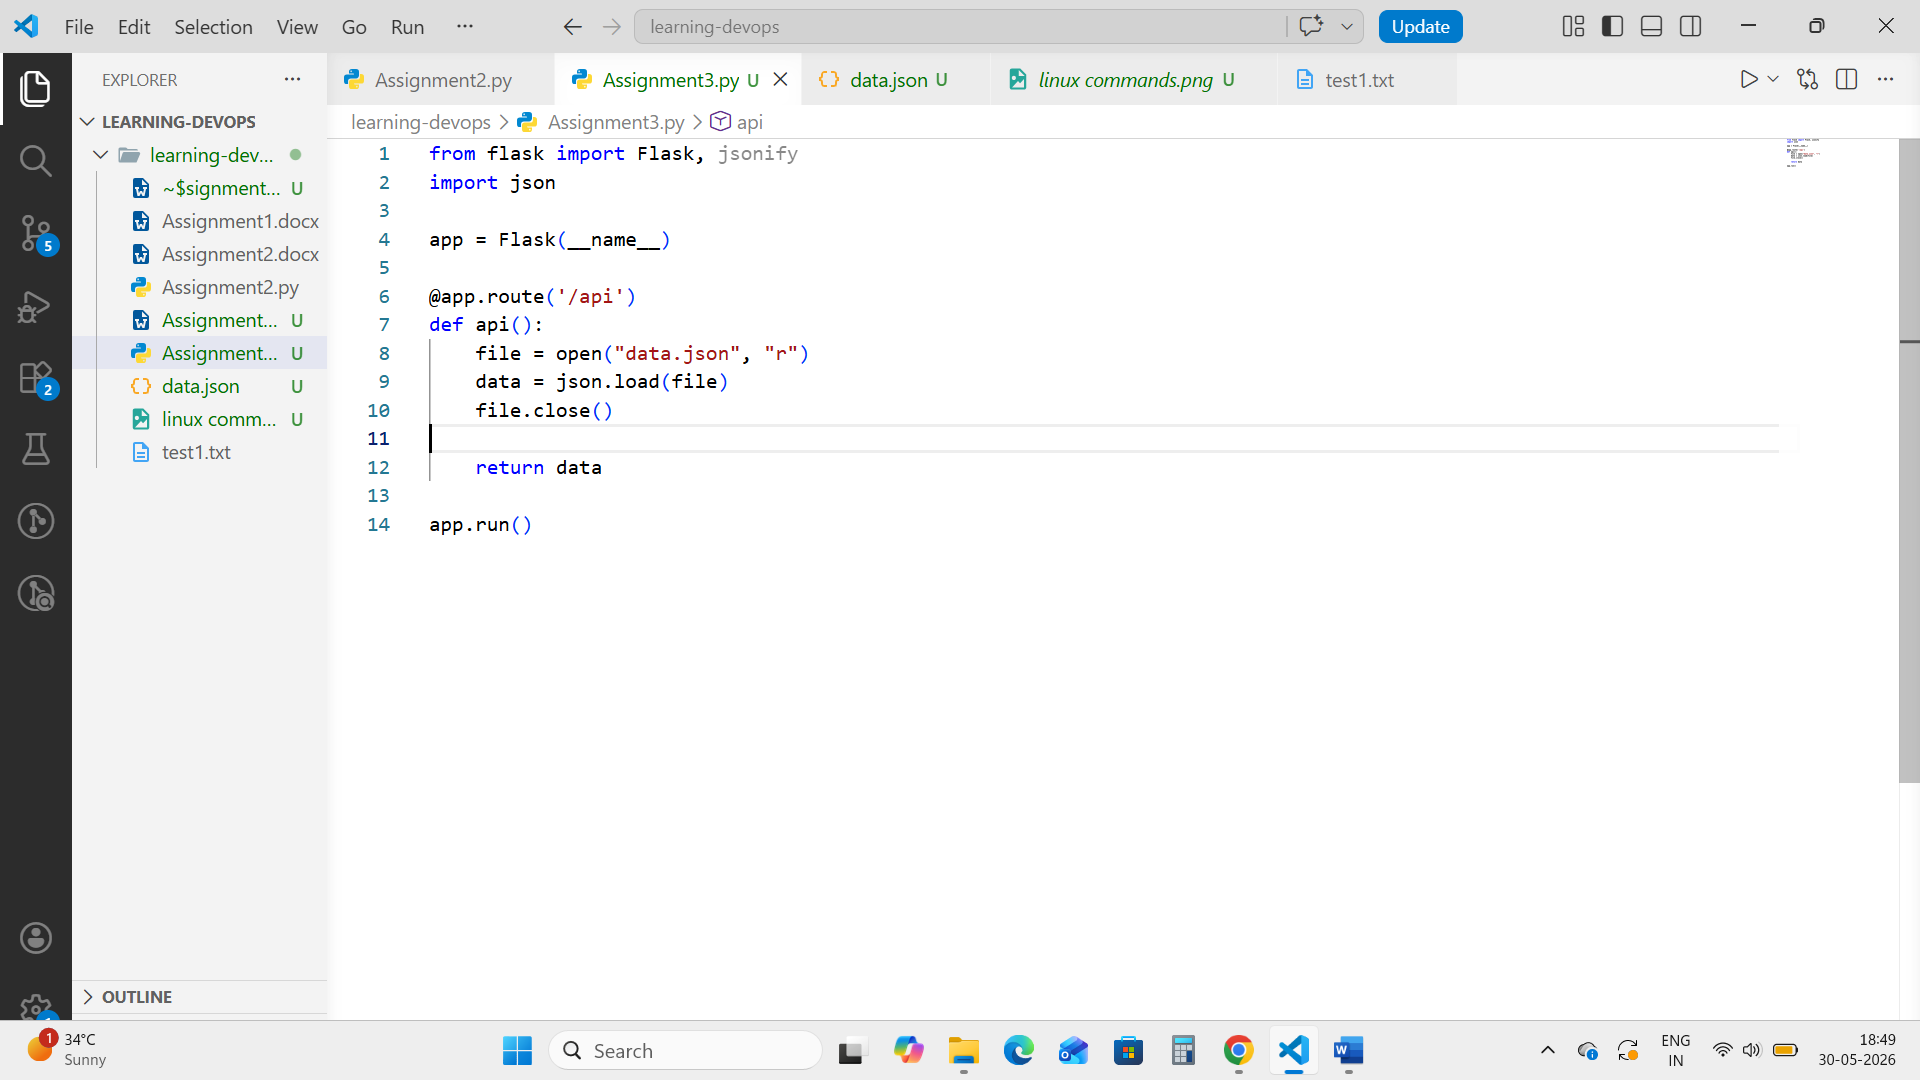 File Edit Selection View Go Run ···
learning-devops
Update
EXPLORER ···
LEARNING-DEVOPS
learning-dev...
~$signment... U
Assignment1.docx
Assignment2.docx
Assignment2.py
Assignment... U
Assignment... U
data.json U
linux comm... U
test1.txt
OUTLINE
5
2
Assignment2.py
Assignment3.py U
data.json U
linux commands.png U
test1.txt
learning-devops > Assignment3.py > api
1 from flask import Flask, jsonify
2 import json
3
4 app = Flask(__name__)
5
6 @app.route('/api')
7 def api():
8 file = open("data.json", "r")
9 data = json.load(file)
10 file.close()
11
12 return data
13
14 app.run()
1
34°C
Sunny
Search
ENG
IN
18:49
30-05-2026